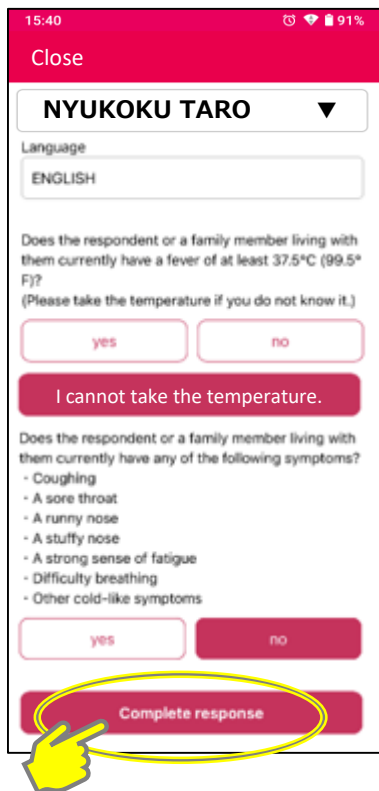 15:40 91%
Close
NYUKOKU TARO ▼
Language
ENGLISH
Does the respondent or a family member living with
them currently have a fever of at least 37.5°C (99.5°
F)?
(Please take the temperature if you do not know it.)
yes no
I cannot take the temperature.
Does the respondent or a family member living with
them currently have any of the following symptoms?
- Coughing
- A sore throat
- A runny nose
- A stuffy nose
- A strong sense of fatigue
- Difficulty breathing
- Other cold-like symptoms
yes no
Complete response